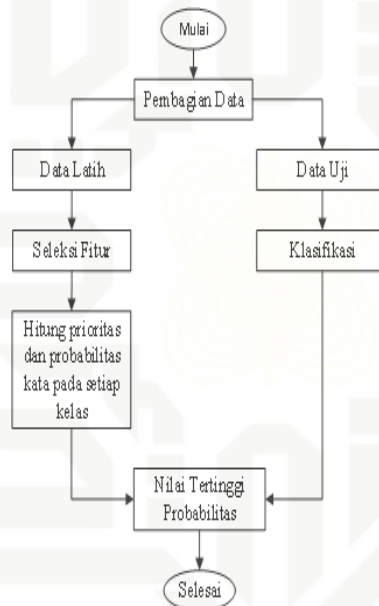 Mulai
Pembagian Data
Data Latih
Data Uji
Seleksi Fitur
Klasifikasi
Hitung prioritas
dan probabilitas
kata pada setiap
kelas
Nilai Tertinggi
Probabilitas
Selesai